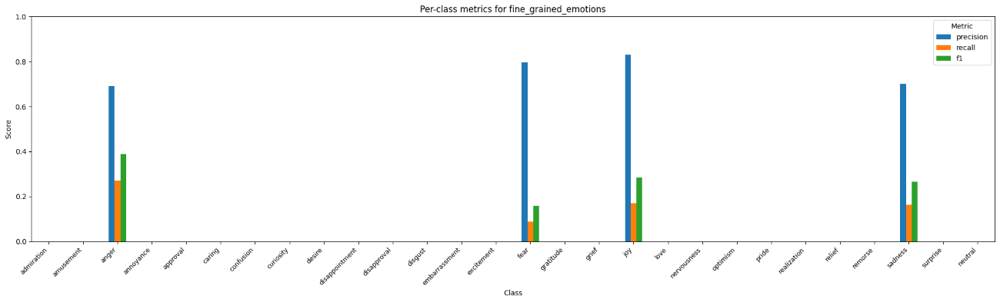 Per-class metrics for fine_grained_emotions
1.0
0.8
0.6
0.4
0.2
0.0
Score
Metric
precision
recall
f1
admiration
amusement
anger
annoyance
approval
caring
confusion
curiosity
desire
disappointment
disapproval
disgust
embarrassment
excitement
fear
gratitude
grief
joy
love
nervousness
optimism
pride
realization
relief
remorse
sadness
surprise
neutral
Class